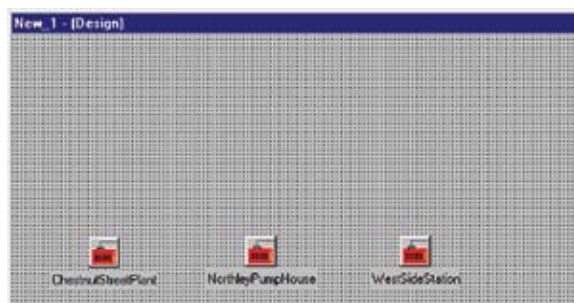 New_1 - [Design]
ChestnutStreetPlant
NorthleyPumpHouse
WestSideStation